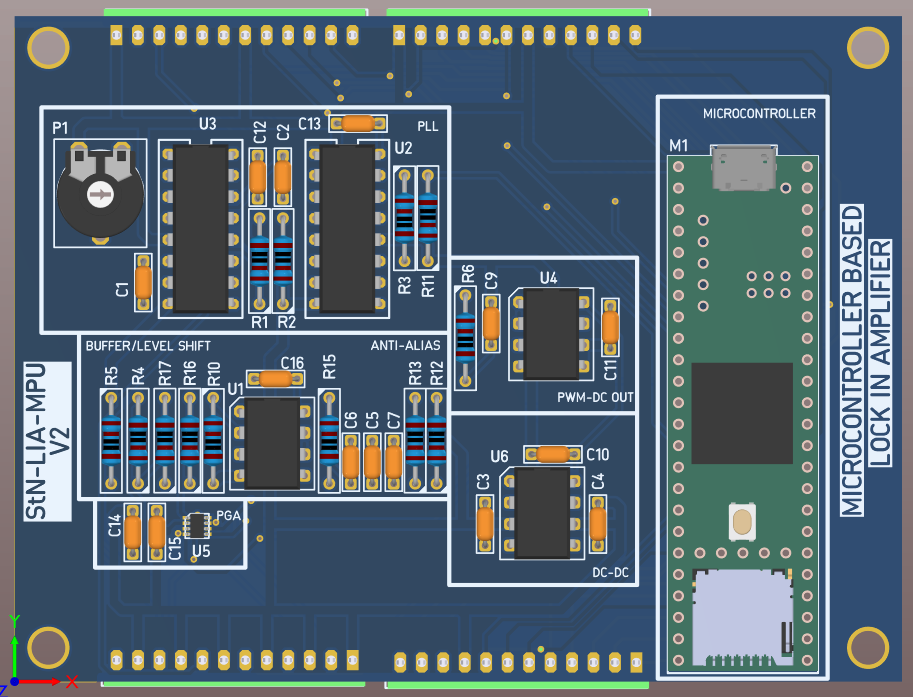 P1
U3
C12
C2
C13
PLL
U2
C1
R1
R2
R3
R11
MICROCONTROLLER
M1
R6
C9
U4
C11
PWM-DC OUT
BUFFER/LEVEL SHIFT
ANTI-ALIAS
R5
R4
R17
R16
R10
U1
C16
R15
C6
C5
C7
R13
R12
StN-LIA-MPU
V2
C14
C15
U5
PGA
U6
C10
C3
C4
DC-DC
MICROCONTROLLER BASED
LOCK IN AMPLIFIER
Y
X
Z